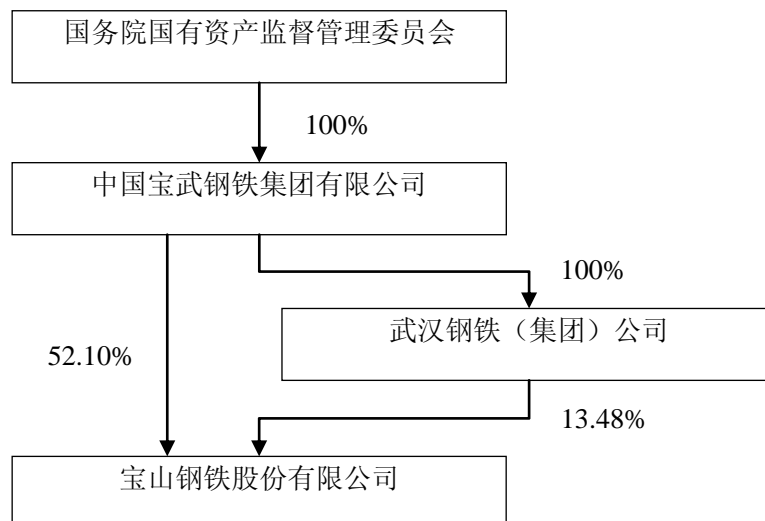 国务院国有资产监督管理委员会
100%
中国宝武钢铁集团有限公司
100%
武汉钢铁（集团）公司
52.10%
13.48%
宝山钢铁股份有限公司